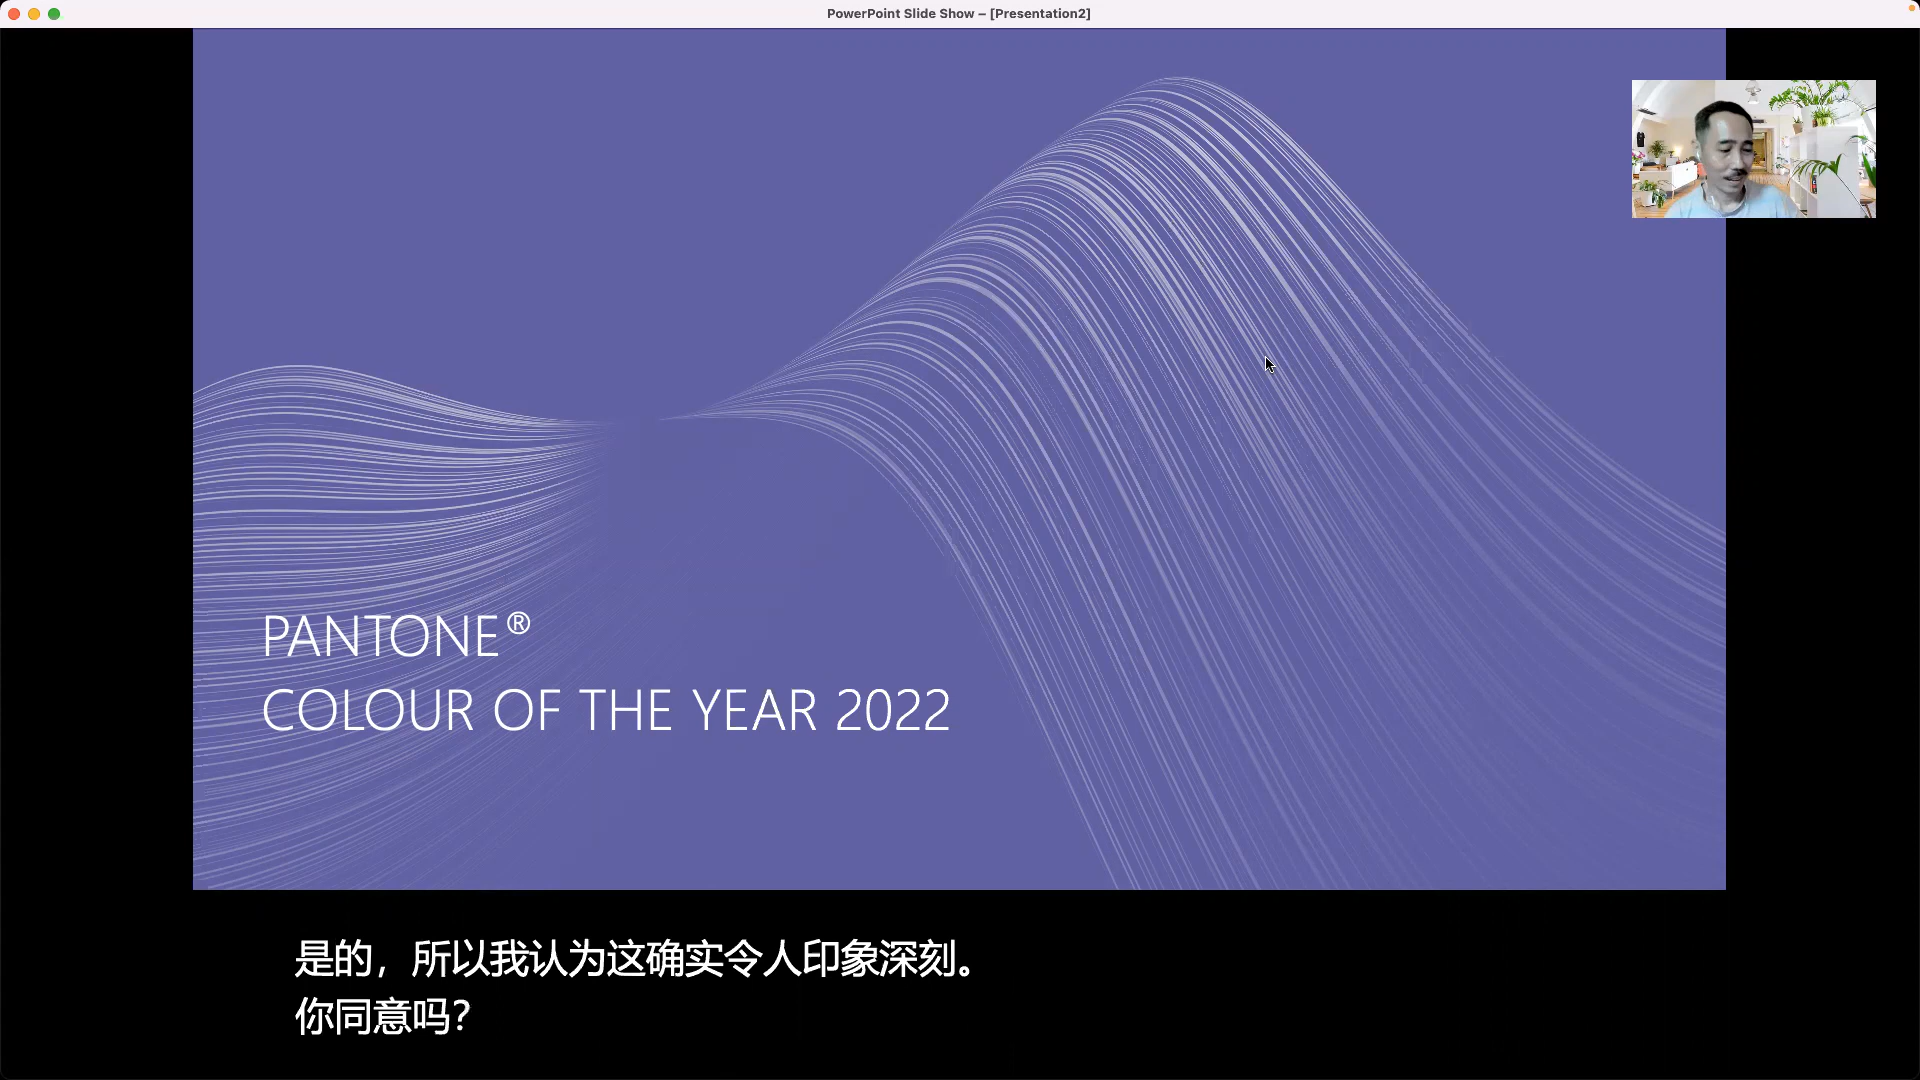 PowerPoint Slide Show – [Presentation2]
PANTONE®
COLOUR OF THE YEAR 2022
是的，所以我认为这确实令人印象深刻。
你同意吗？